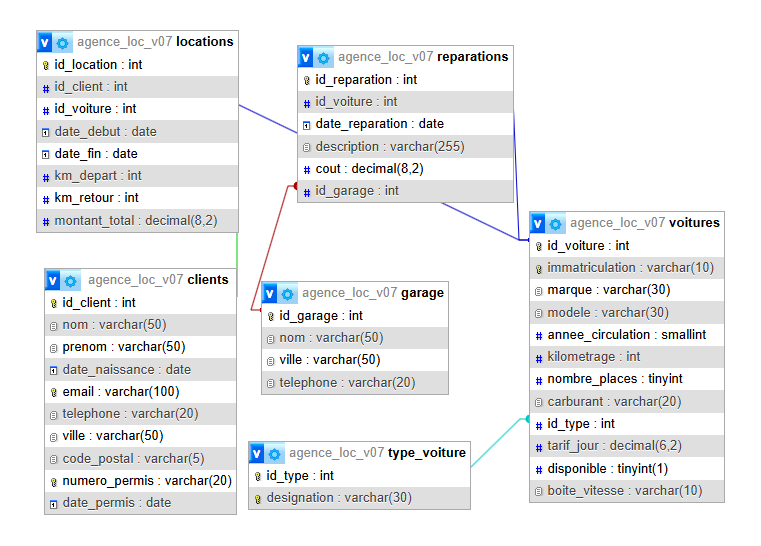 agence_loc_v07 locations
id_location : int
id_client : int
id_voiture : int
date_debut : date
date_fin : date
km_depart : int
km_retour : int
montant_total : decimal(8,2)
agence_loc_v07 reparations
id_reparation : int
id_voiture : int
date_reparation : date
description : varchar(255)
cout : decimal(8,2)
id_garage : int
agence_loc_v07 voitures
id_voiture : int
immatriculation : varchar(10)
marque : varchar(30)
modele : varchar(30)
annee_circulation : smallint
kilometrage : int
nombre_places : tinyint
carburant : varchar(20)
id_type : int
tarif_jour : decimal(6,2)
disponible : tinyint(1)
boite_vitesse : varchar(10)
agence_loc_v07 clients
id_client : int
nom : varchar(50)
prenom : varchar(50)
date_naissance : date
email : varchar(100)
telephone : varchar(20)
ville : varchar(50)
code_postal : varchar(5)
numero_permis : varchar(20)
date_permis : date
agence_loc_v07 garage
id_garage : int
nom : varchar(50)
ville : varchar(50)
telephone : varchar(20)
agence_loc_v07 type_voiture
id_type : int
designation : varchar(30)